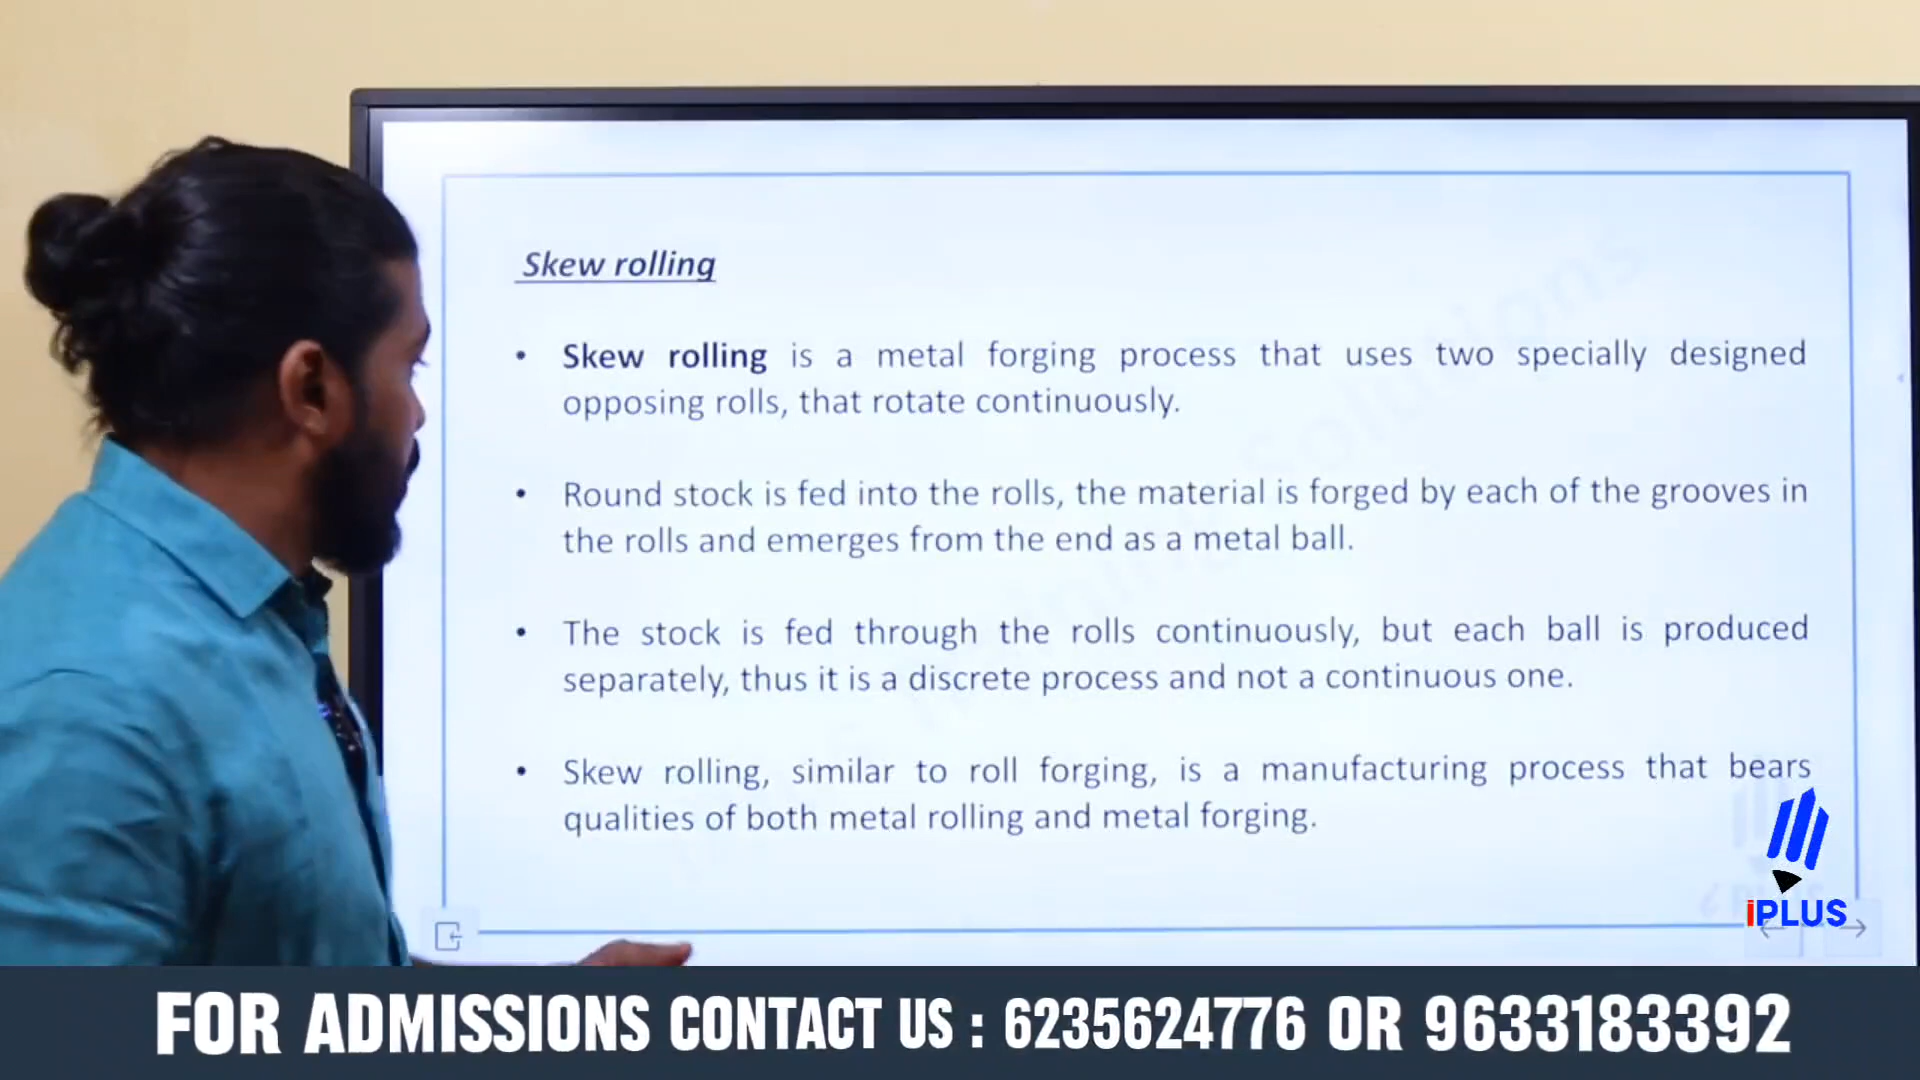 Skew rolling
• Skew rolling is a metal forging process that uses two specially designed
opposing rolls, that rotate continuously.
• Round stock is fed into the rolls, the material is forged by each of the grooves in
the rolls and emerges from the end as a metal ball.
• The stock is fed through the rolls continuously, but each ball is produced
separately, thus it is a discrete process and not a continuous one.
• Skew rolling, similar to roll forging, is a manufacturing process that bears
qualities of both metal rolling and metal forging.
iPLUS
FOR ADMISSIONS CONTACT US : 6235624776 OR 9633183392